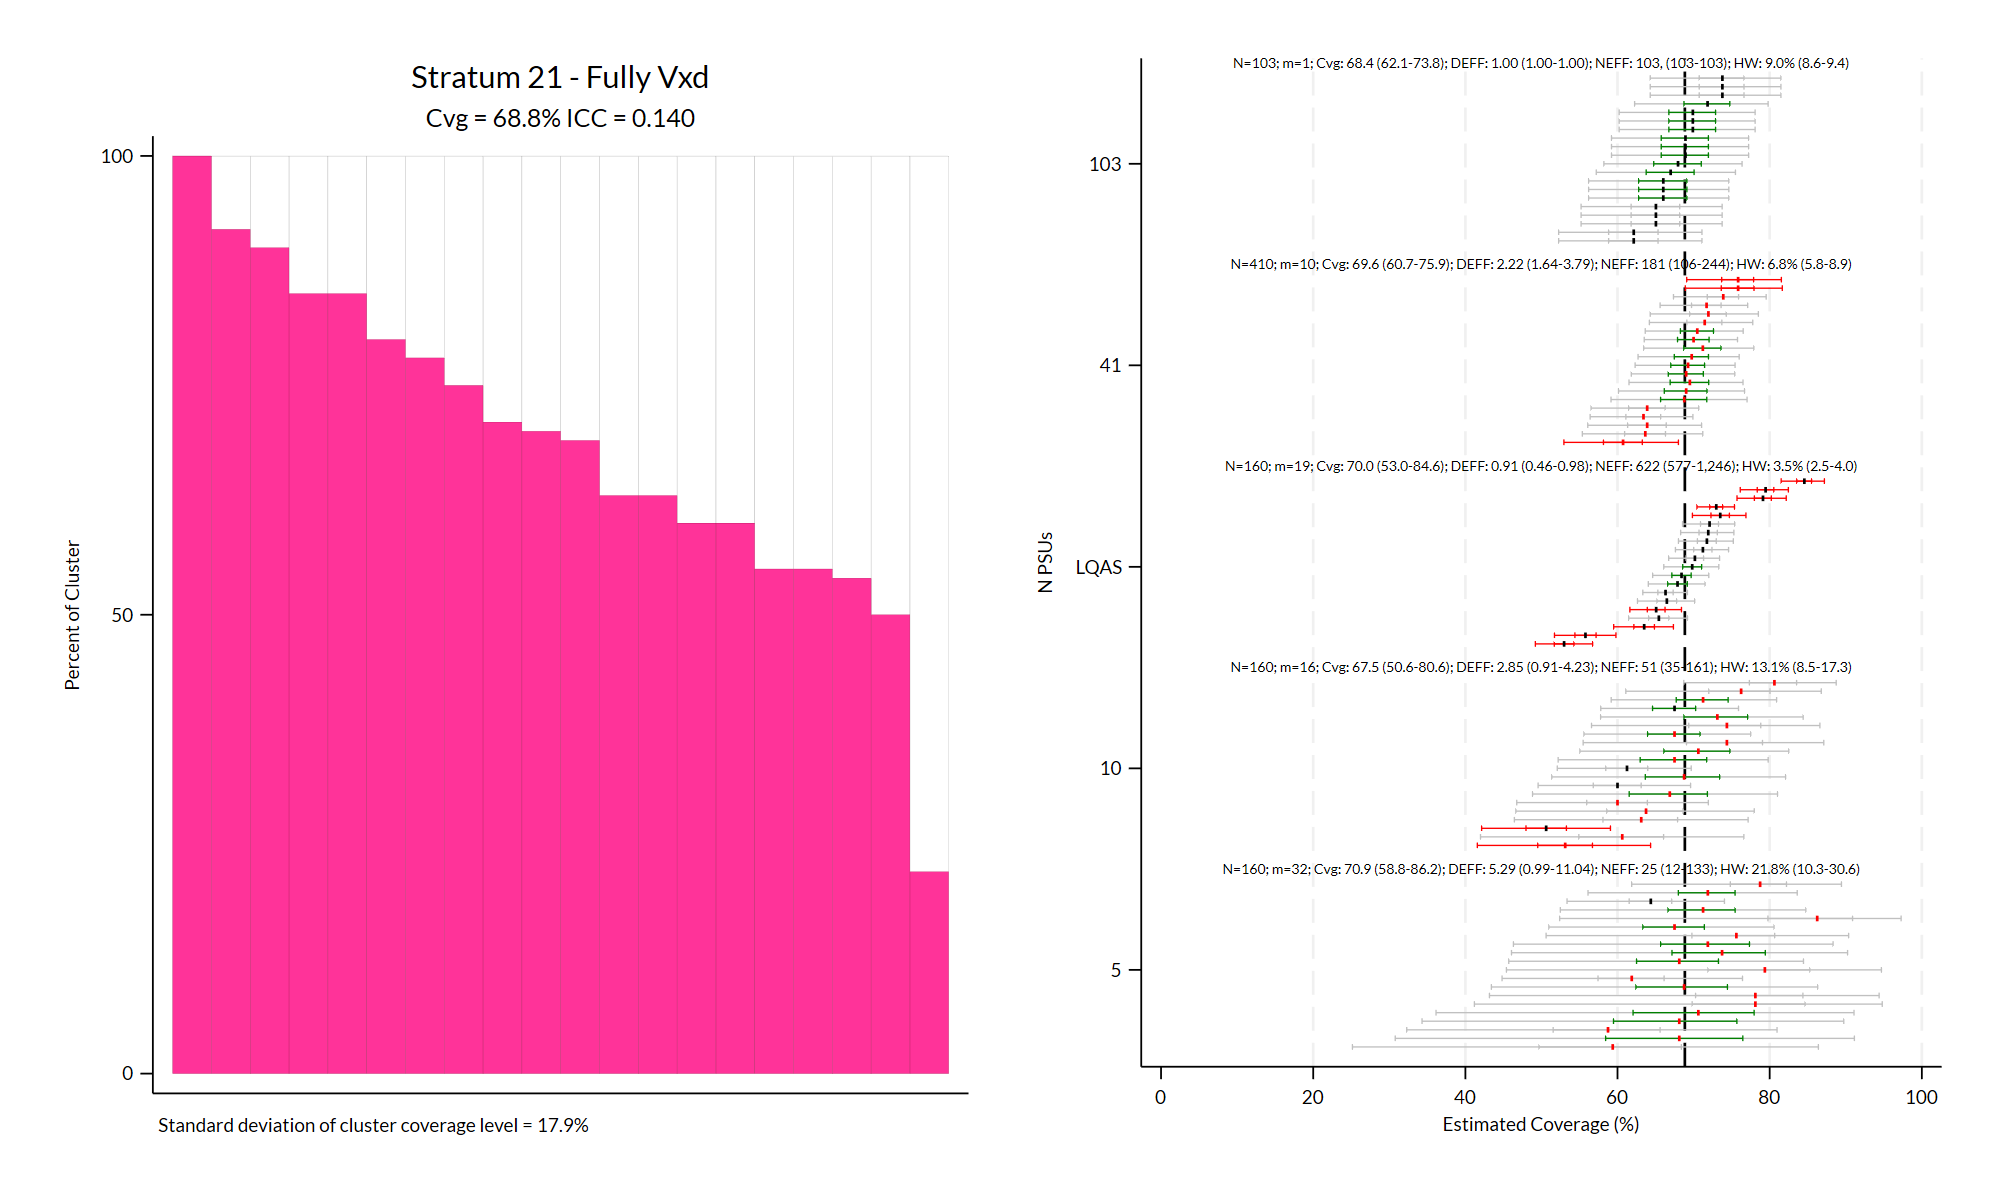 Stratum 21 - Fully Vxd
Cvg = 68.8% ICC = 0.140
100
50
0
Percent of Cluster
Standard deviation of cluster coverage level = 17.9%
N=103; m=1; Cvg: 68.4 (62.1-73.8); DEFF: 1.00 (1.00-1.00); NEFF: 103, (103-103); HW: 9.0% (8.6-9.4)
103
N=410; m=10; Cvg: 69.6 (60.7-75.9); DEFF: 2.22 (1.64-3.79); NEFF: 181 (106-244); HW: 6.8% (5.8-8.9)
41
N=160; m=19; Cvg: 70.0 (53.0-84.6); DEFF: 0.91 (0.46-0.98); NEFF: 622 (577-1,246); HW: 3.5% (2.5-4.0)
N PSUs
LQAS
N=160; m=16; Cvg: 67.5 (50.6-80.6); DEFF: 2.85 (0.91-4.23); NEFF: 51 (35-161); HW: 13.1% (8.5-17.3)
10
N=160; m=32; Cvg: 70.9 (58.8-86.2); DEFF: 5.29 (0.99-11.04); NEFF: 25 (12-133); HW: 21.8% (10.3-30.6)
5
0 20 40 60 80 100
Estimated Coverage (%)